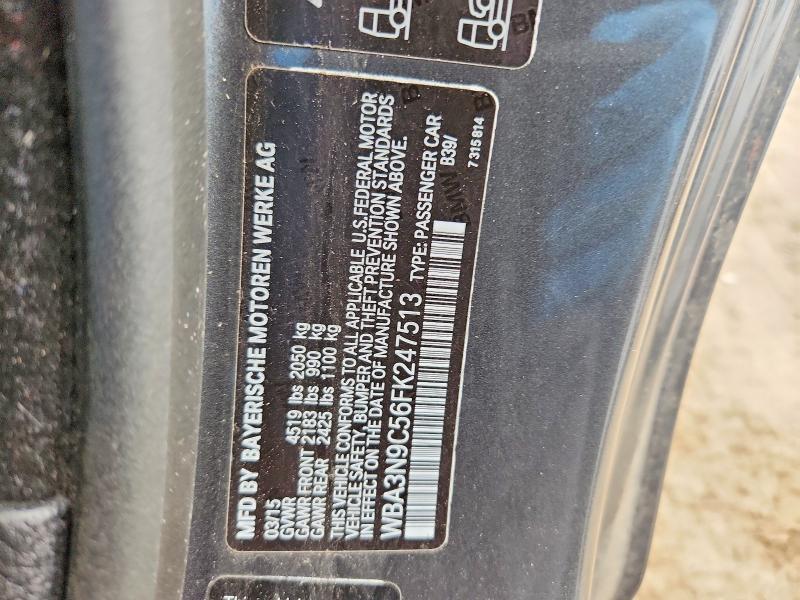 MFD BY BAYERISCHE MOTOREN WERKE AG
03/15
GVWR 4519 lbs 2050 kg
GAWR FRONT 2183 lbs 990 kg
GAWR REAR 2425 lbs 1100 kg
THIS VEHICLE CONFORMS TO ALL APPLICABLE U.S. FEDERAL MOTOR
VEHICLE SAFETY, BUMPER AND THEFT PREVENTION STANDARDS
IN EFFECT ON THE DATE OF MANUFACTURE SHOWN ABOVE.
WBA3N9C56FK247513 TYPE: PASSENGER CAR
B39/
7 315 814
BMW